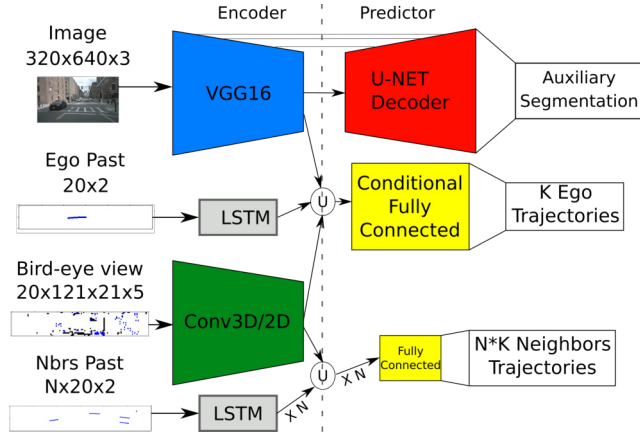 Encoder
Predictor
Image
320x640x3
VGG16
U-NET
Decoder
Auxiliary
Segmentation
Ego Past
20x2
LSTM
U
Conditional
Fully
Connected
K Ego
Trajectories
Bird-eye view
20x121x21x5
Conv3D/2D
Nbrs Past
Nx20x2
LSTM
X N
U
X N
Fully
Connected
N*K Neighbors
Trajectories